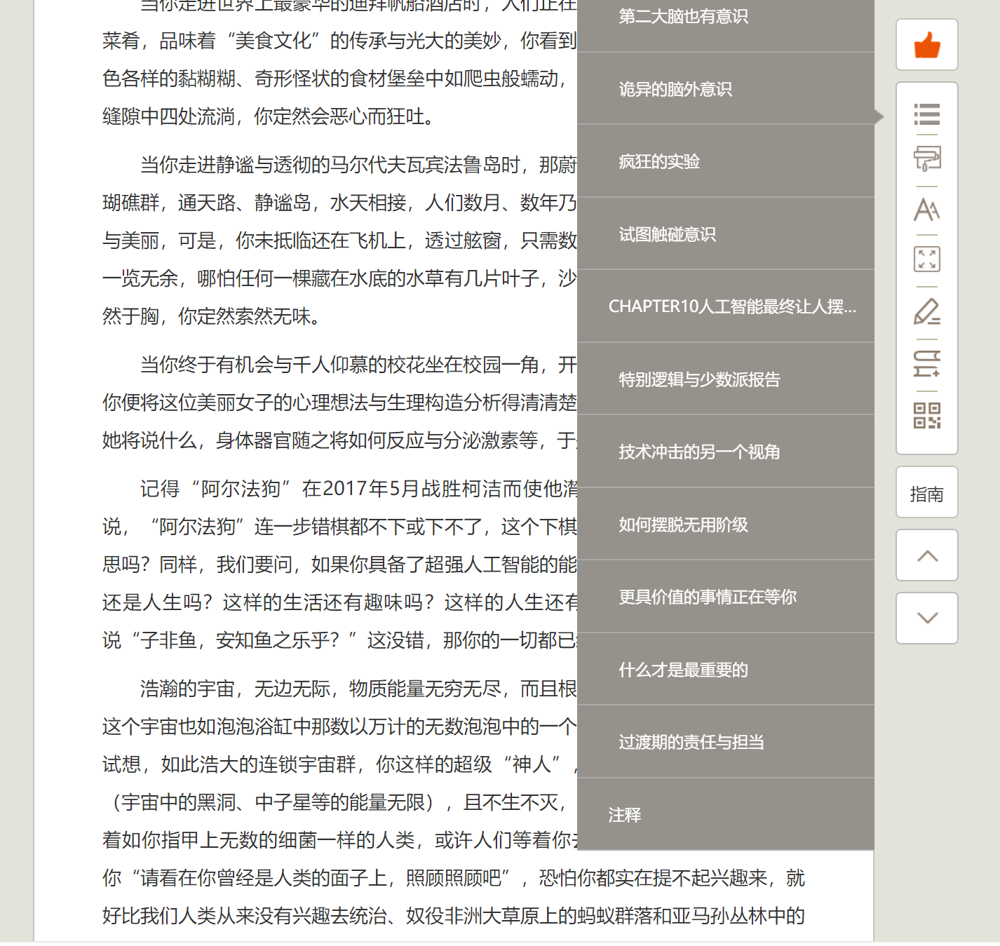 当你走进世界上最豪华的迪拜帆船酒店时，人们正在
菜肴，品味着“美食文化”的传承与光大的美妙，你看到
色各样的黏糊糊、奇形怪状的食材堡垒中如爬虫般蠕动，
缝隙中四处流淌，你定然会恶心而狂吐。
当你走进静谧与透彻的马尔代夫瓦宾法鲁岛时，那蔚
瑚礁群，通天路、静谧岛，水天相接，人们数月、数年乃
与美丽，可是，你未抵临还在飞机上，透过舷窗，只需数
一览无余，哪怕任何一棵藏在水底的水草有几片叶子，沙
然于胸，你定然索然无味。
当你终于有机会与千人仰慕的校花坐在校园一角，开
你便将这位美丽女子的心理想法与生理构造分析得清清楚
她将说什么，身体器官随之将如何反应与分泌激素等，于
记得“阿尔法狗”在2017年5月战胜柯洁而使他潸
说，“阿尔法狗”连一步错棋都不下或下不了，这个下棋
思吗？同样，我们要问，如果你具备了超强人工智能的能
还是人生吗？这样的生活还有趣味吗？这样的人生还有
说“子非鱼，安知鱼之乐乎？”这没错，那你的一切都已
浩瀚的宇宙，无边无际，物质能量无穷无尽，而且根
这个宇宙也如泡泡浴缸中那数以万计的无数泡泡中的一个
试想，如此浩大的连锁宇宙群，你这样的超级“神人”，
（宇宙中的黑洞、中子星等的能量无限），且不生不灭，
着如你指甲上无数的细菌一样的人类，或许人们等着你去
你“请看在你曾经是人类的面子上，照顾照顾吧”，恐怕你都实在提不起兴趣来，就
好比我们人类从来没有兴趣去统治、奴役非洲大草原上的蚂蚁群落和亚马孙丛林中的
第二大脑也有意识
诡异的脑外意识
疯狂的实验
试图触碰意识
CHAPTER10人工智能最终让人摆...
特别逻辑与少数派报告
技术冲击的另一个视角
如何摆脱无用阶级
更具价值的事情正在等你
什么才是最重要的
过渡期的责任与担当
注释
指南